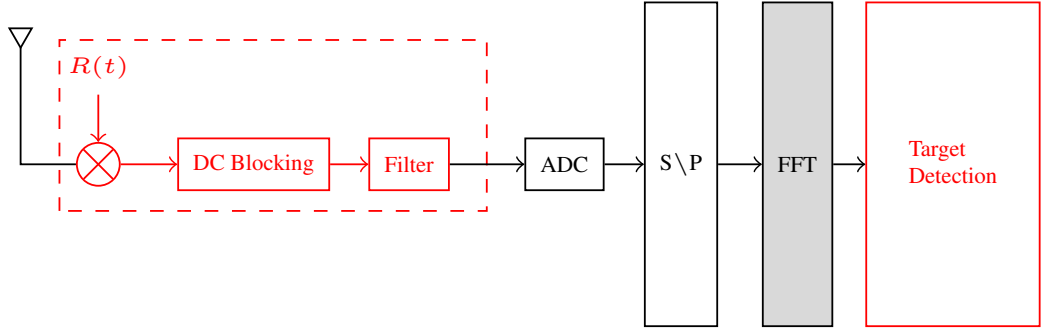 R(t)
DC Blocking
Filter
ADC
S\P
FFT
Target
Detection